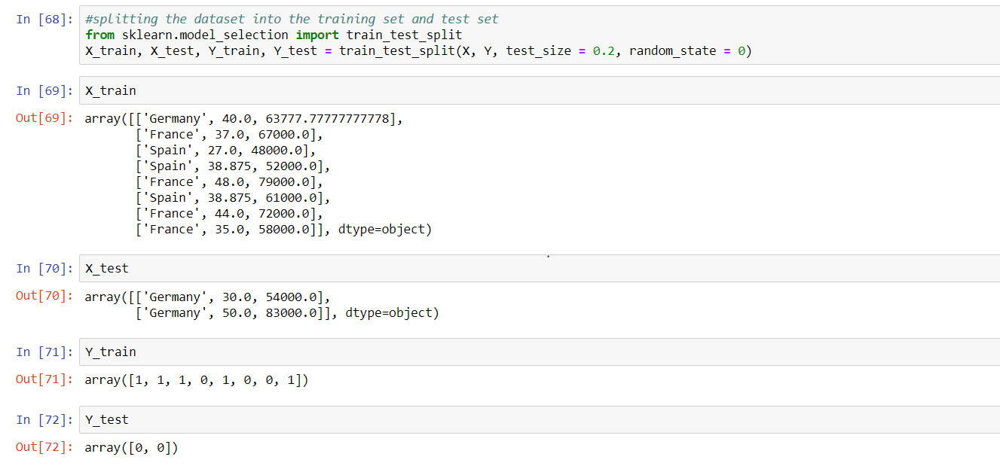 In [68]: #splitting the dataset into the training set and test set
from sklearn.model_selection import train_test_split
X_train, X_test, Y_train, Y_test = train_test_split(X, Y, test_size = 0.2, random_state = 0)
In [69]: X_train
Out[69]: array([['Germany', 40.0, 63777.77777777778],
['France', 37.0, 67000.0],
['Spain', 27.0, 48000.0],
['Spain', 38.875, 52000.0],
['France', 48.0, 79000.0],
['Spain', 38.875, 61000.0],
['France', 44.0, 72000.0],
['France', 35.0, 58000.0]], dtype=object)
In [70]: X_test
Out[70]: array([['Germany', 30.0, 54000.0],
['Germany', 50.0, 83000.0]], dtype=object)
In [71]: Y_train
Out[71]: array([1, 1, 1, 0, 1, 0, 0, 1])
In [72]: Y_test
Out[72]: array([0, 0])